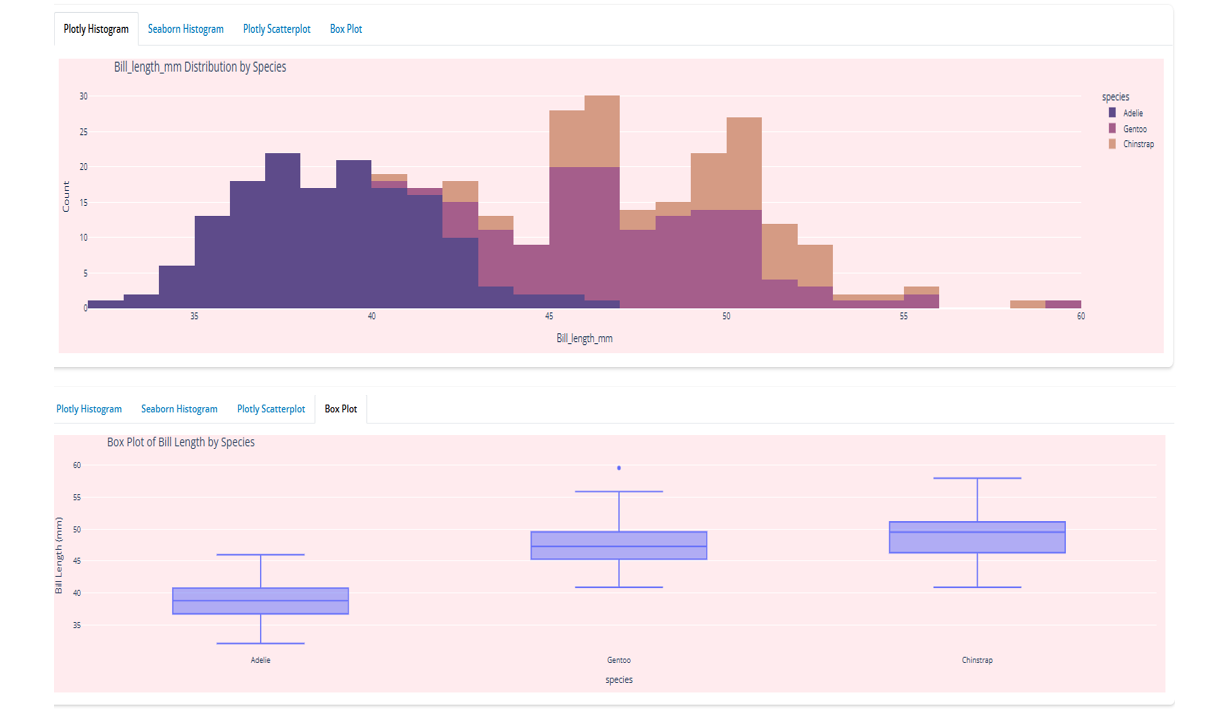 Plotly Histogram Seaborn Histogram Plotly Scatterplot Box Plot
Bill_length_mm Distribution by Species
30
25
20
15
10
5
0
Count
35 40 45 50 55 60
Bill_length_mm
species
Adelie
Gentoo
Chinstrap
Plotly Histogram Seaborn Histogram Plotly Scatterplot Box Plot
Box Plot of Bill Length by Species
60
55
50
45
40
35
Bill Length (mm)
Adelie Gentoo Chinstrap
species